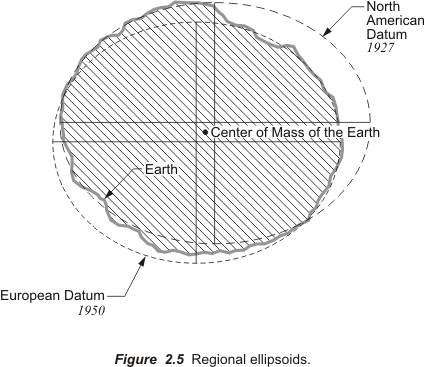 North
American
Datum
1927
Center of Mass of the Earth
Earth
European Datum
1950
Figure 2.5 Regional ellipsoids.